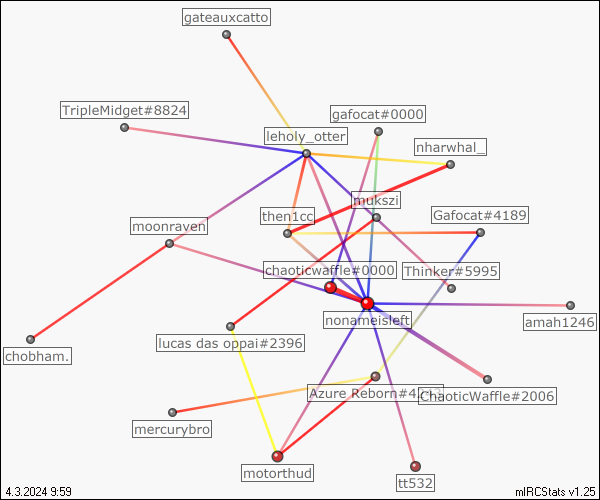 gateauxcatto
TripleMidget#8824
gafocat#0000
leholy_otter
nharwhal_
mukszi
then1cc
Gafocat#4189
moonraven
chaoticwaffle#0000
Thinker#5995
nonameisleft
amah1246
lucas das oppai#2396
chobham.
Azure Reborn#4
ChaoticWaffle#2006
mercurybro
motorthud
tt532
4.3.2024 9:59
mIRCStats v1.25